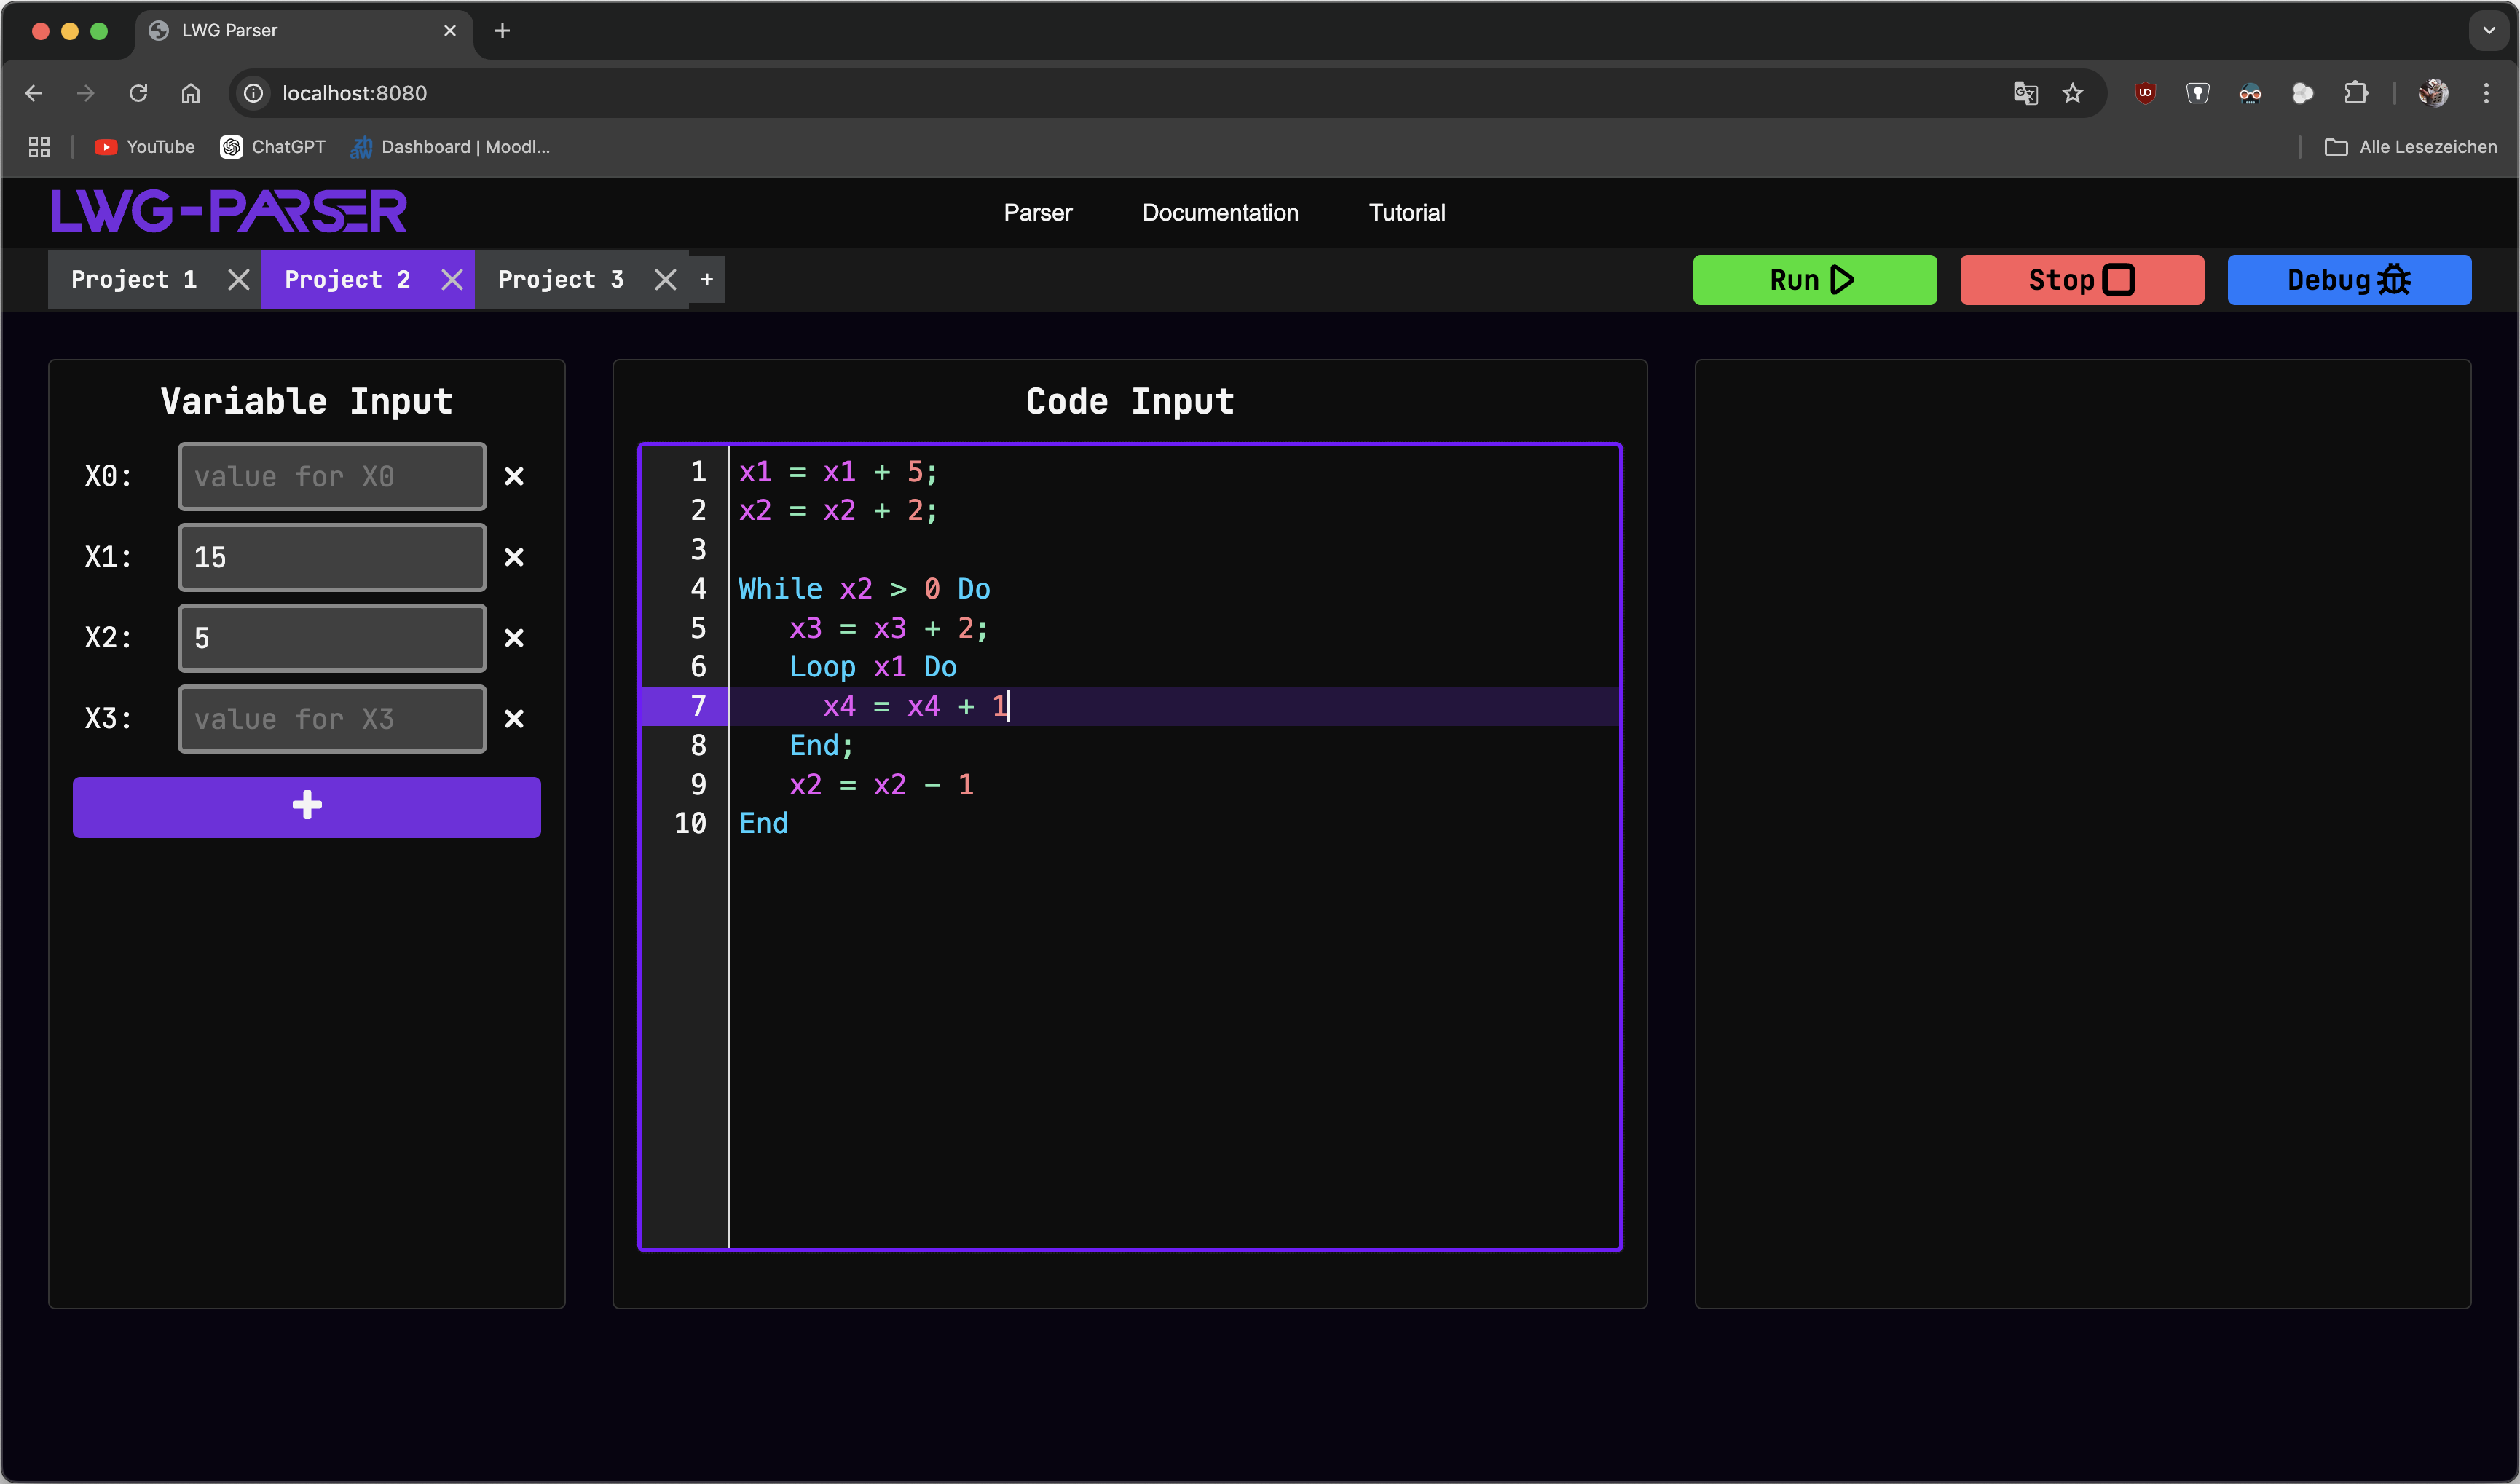 LWG Parser
localhost:8080
YouTube ChatGPT Dashboard | Moodl... Alle Lesezeichen
LWG-PARSER
Parser Documentation Tutorial
Project 1 Project 2 Project 3 + Run Stop Debug
Variable Input
X0: value for X0
X1: 15
X2: 5
X3: value for X3
Code Input
1 x1 = x1 + 5;
2 x2 = x2 + 2;
3
4 While x2 > 0 Do
5 x3 = x3 + 2;
6 Loop x1 Do
7 x4 = x4 + 1
8 End;
9 x2 = x2 - 1
10 End